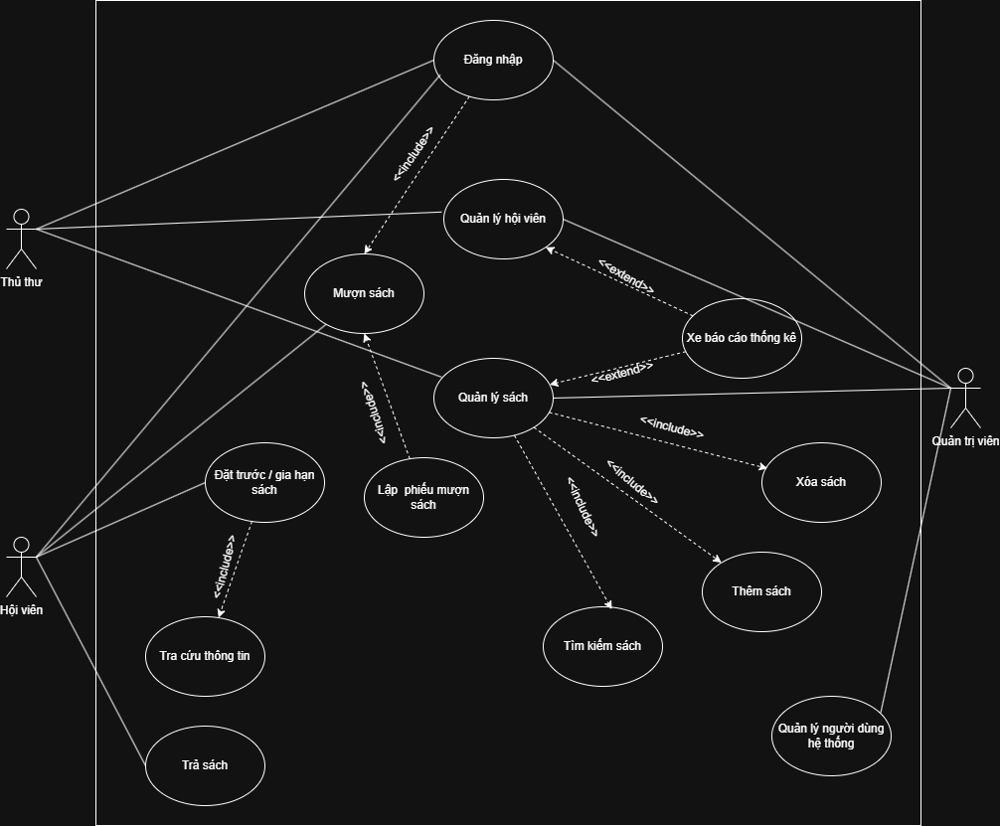 Đăng nhập
<<include>>
Quản lý hội viên
Thủ thư
<<extend>>
Mượn sách
Xe báo cáo thống kê
<<extend>>
Quản lý sách
<<include>>
<<include>>
Quản trị viên
Đặt trước / gia hạn
sách
Lập phiếu mượn
sách
<<include>>
<<include>>
Xóa sách
<<include>>
Thêm sách
Hội viên
Tra cứu thông tin
Tìm kiếm sách
Quản lý người dùng
hệ thống
Trả sách